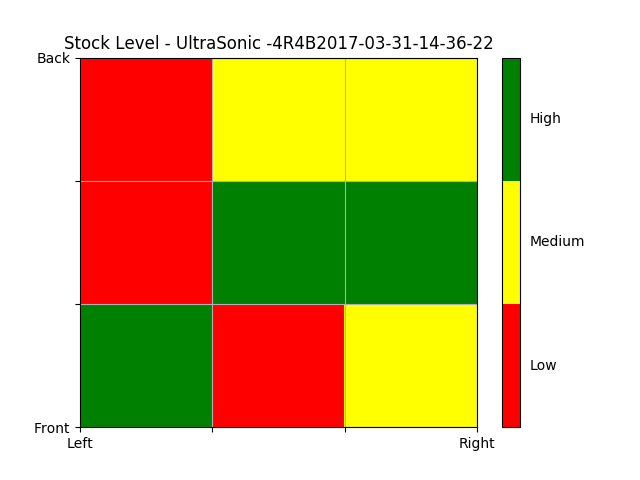 Stock Level - UltraSonic -4R4B2017-03-31-14-36-22
Back
High
Medium
Low
Front
Left
Right